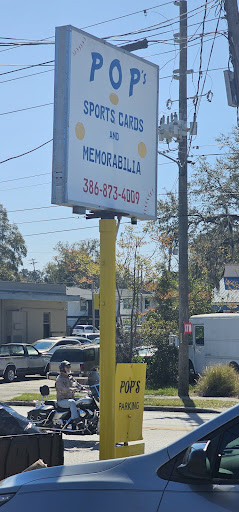 POP's
SPORTS CARDS
AND
MEMORABILIA
386-873-4009
POP'S
PARKING